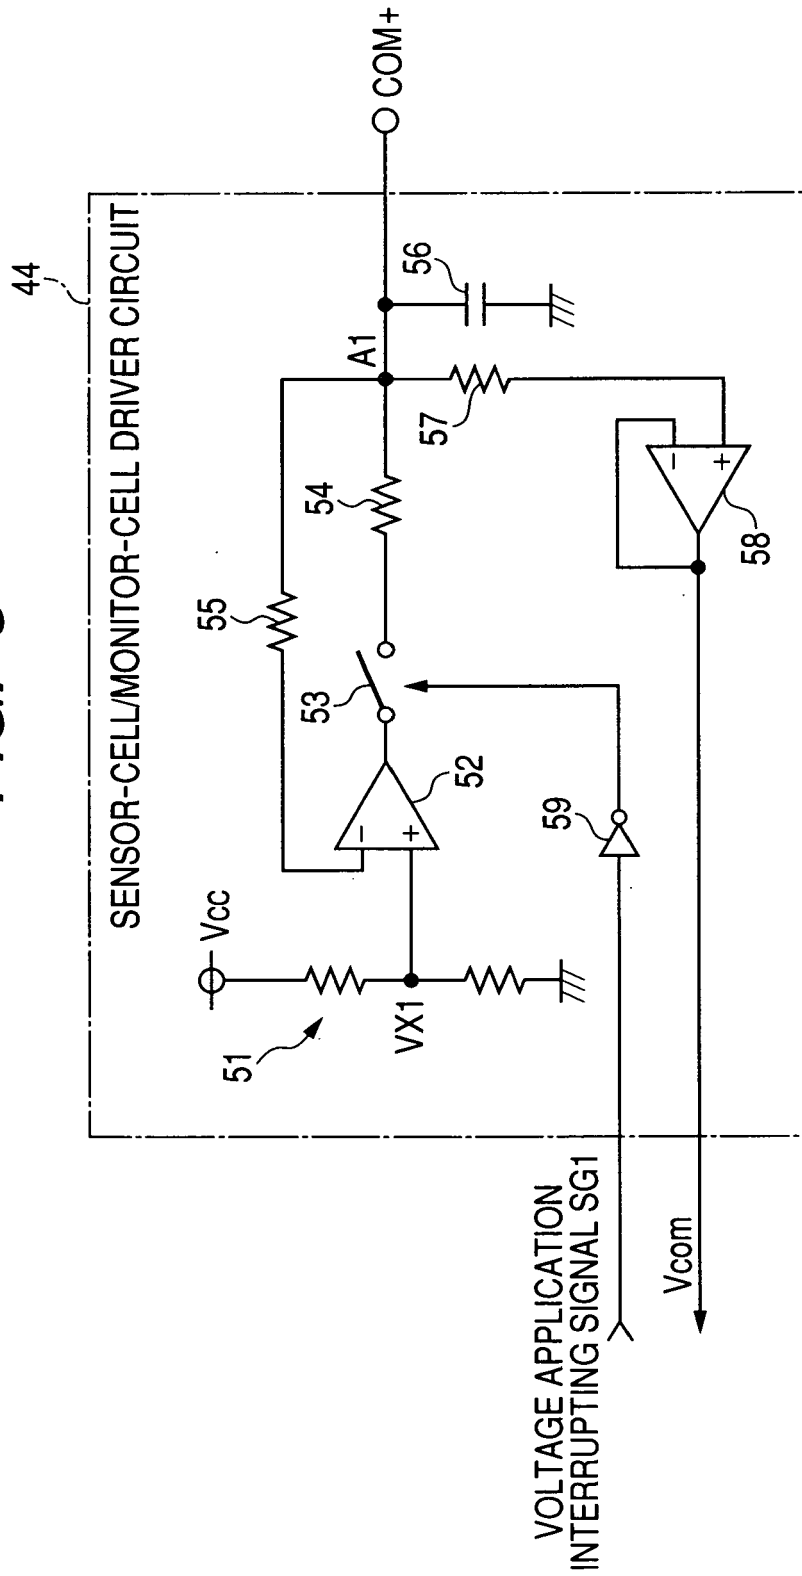 44
SENSOR-CELL/MONITOR-CELL DRIVER CIRCUIT
Vcc
51
VX1
55
-
+
52
53
54
A1
56
COM+
57
-
+
58
59
VOLTAGE APPLICATION
INTERRUPTING SIGNAL SG1
Vcom